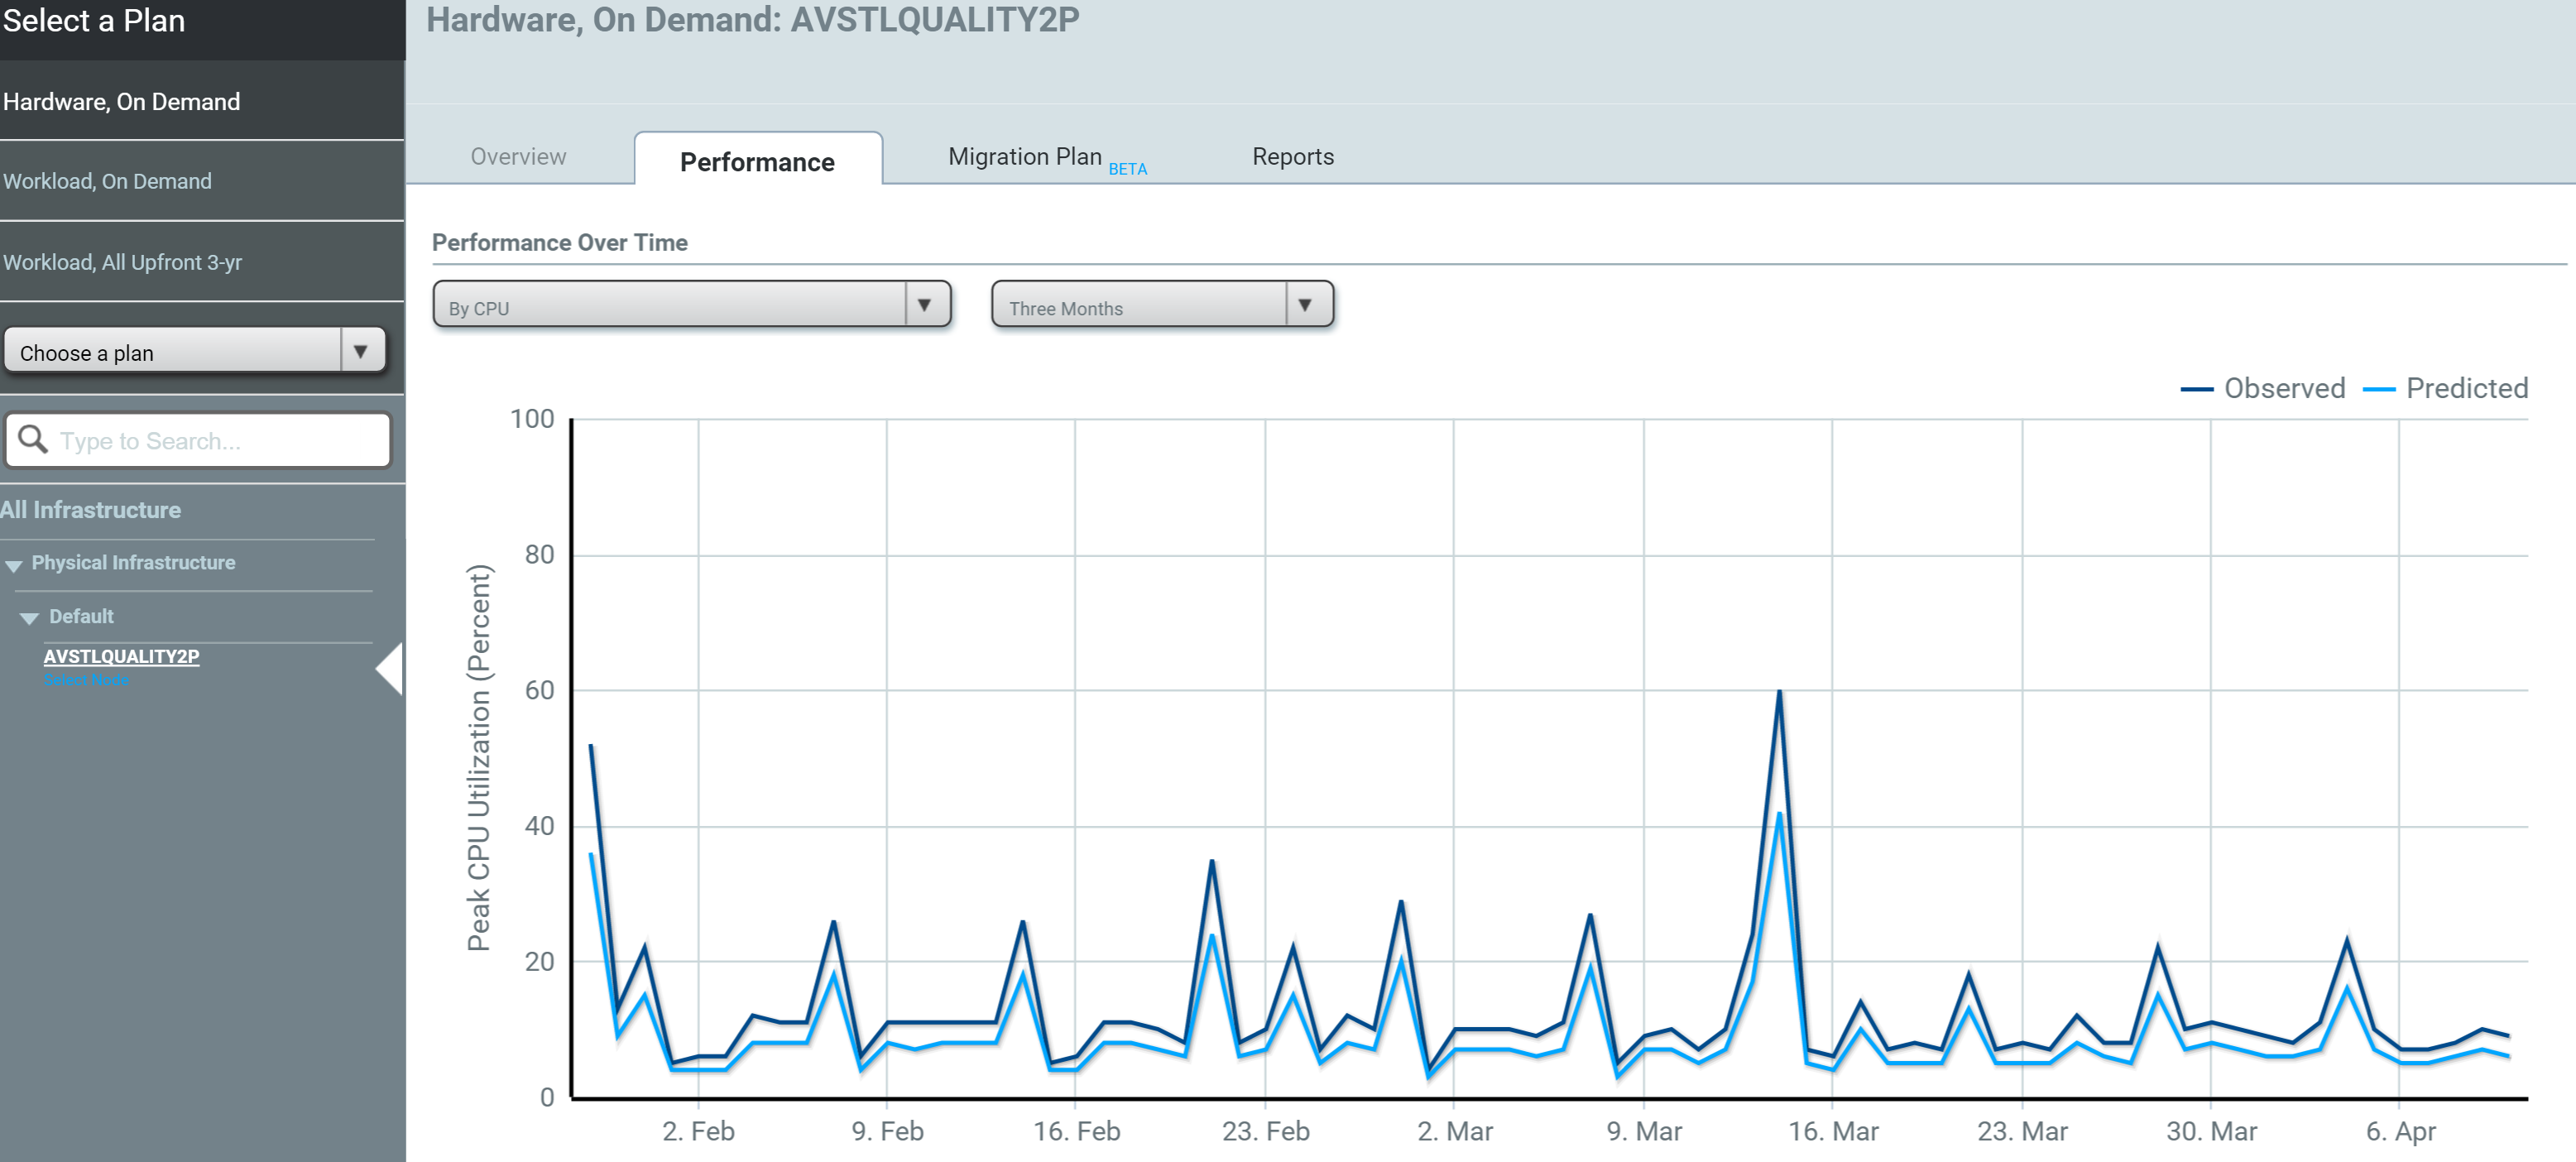 Select a Plan
Hardware, On Demand
Workload, On Demand
Workload, All Upfront 3-yr
Choose a plan
Type to Search...
All Infrastructure
Physical Infrastructure
Default
AVSTLQUALITY2P
Select Node
Hardware, On Demand: AVSTLQUALITY2P
Overview
Performance
Migration Plan BETA
Reports
Performance Over Time
By CPU
Three Months
Observed
Predicted
Peak CPU Utilization (Percent)
100
80
60
40
20
0
2. Feb
9. Feb
16. Feb
23. Feb
2. Mar
9. Mar
16. Mar
23. Mar
30. Mar
6. Apr